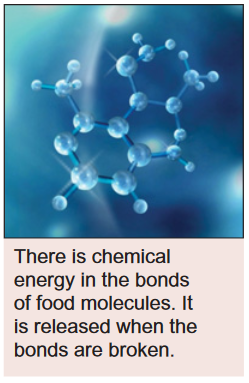 There is chemical
energy in the bonds
of food molecules. It
is released when the
bonds are broken.